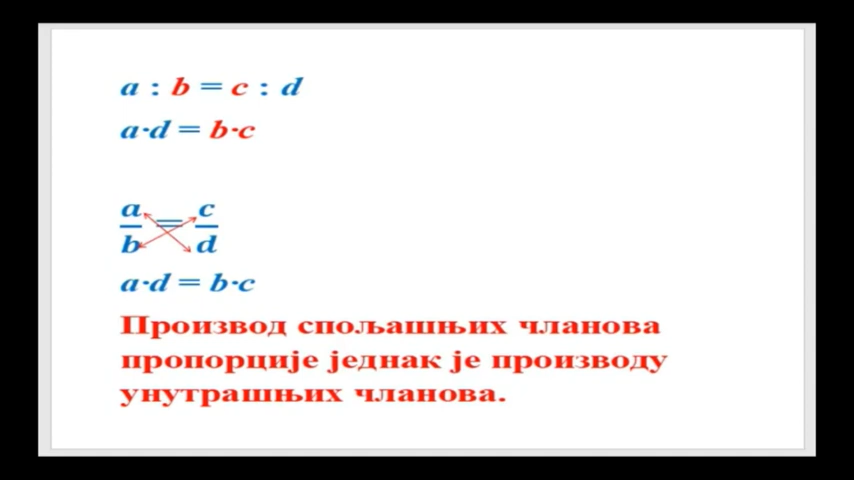 a : b = c : d
a·d = b·c
a/b = c/d
a·d = b·c
Производ спољашњих чланова
пропорције једнак је производу
унутрашњих чланова.